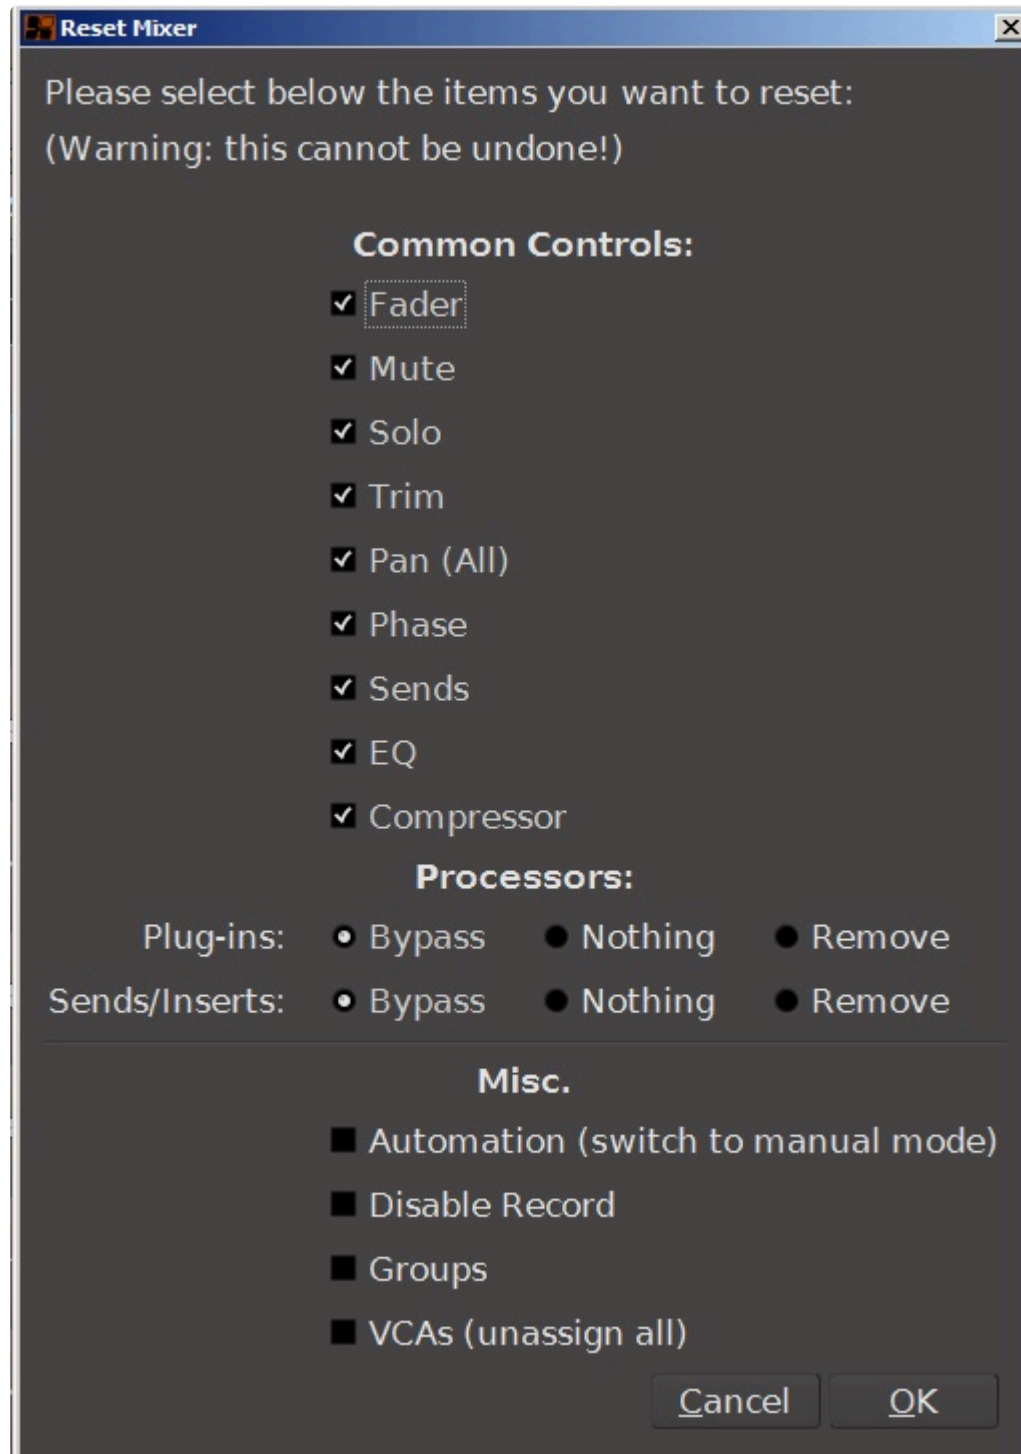 Reset Mixer
Please select below the items you want to reset:
(Warning: this cannot be undone!)
Common Controls:
Fader
Mute
Solo
Trim
Pan (All)
Phase
Sends
EQ
Compressor
Processors:
Plug-ins: Bypass Nothing Remove
Sends/Inserts: Bypass Nothing Remove
Misc.
Automation (switch to manual mode)
Disable Record
Groups
VCAs (unassign all)
Cancel OK